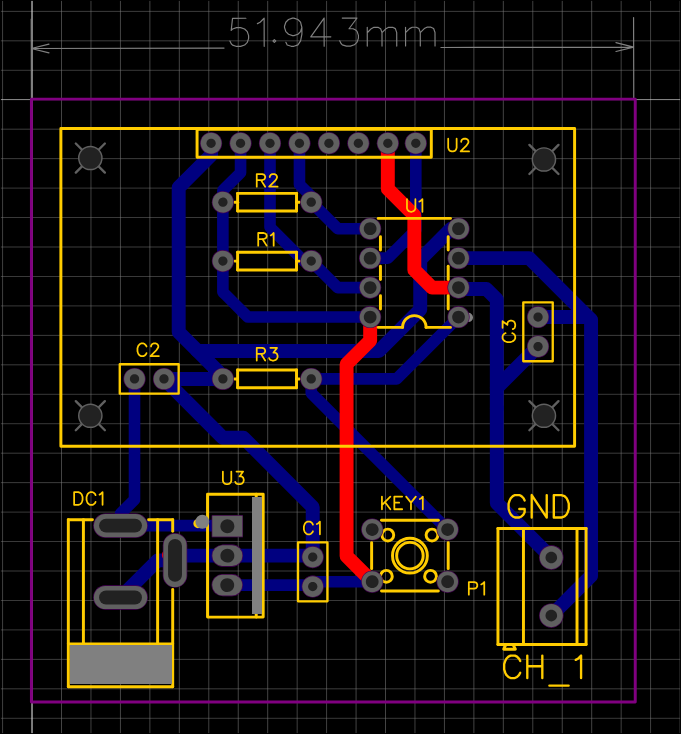 51.943mm
U2
R2
U1
R1
C3
C2
R3
U3
DC1
KEY1
GND
C1
P1
CH_1